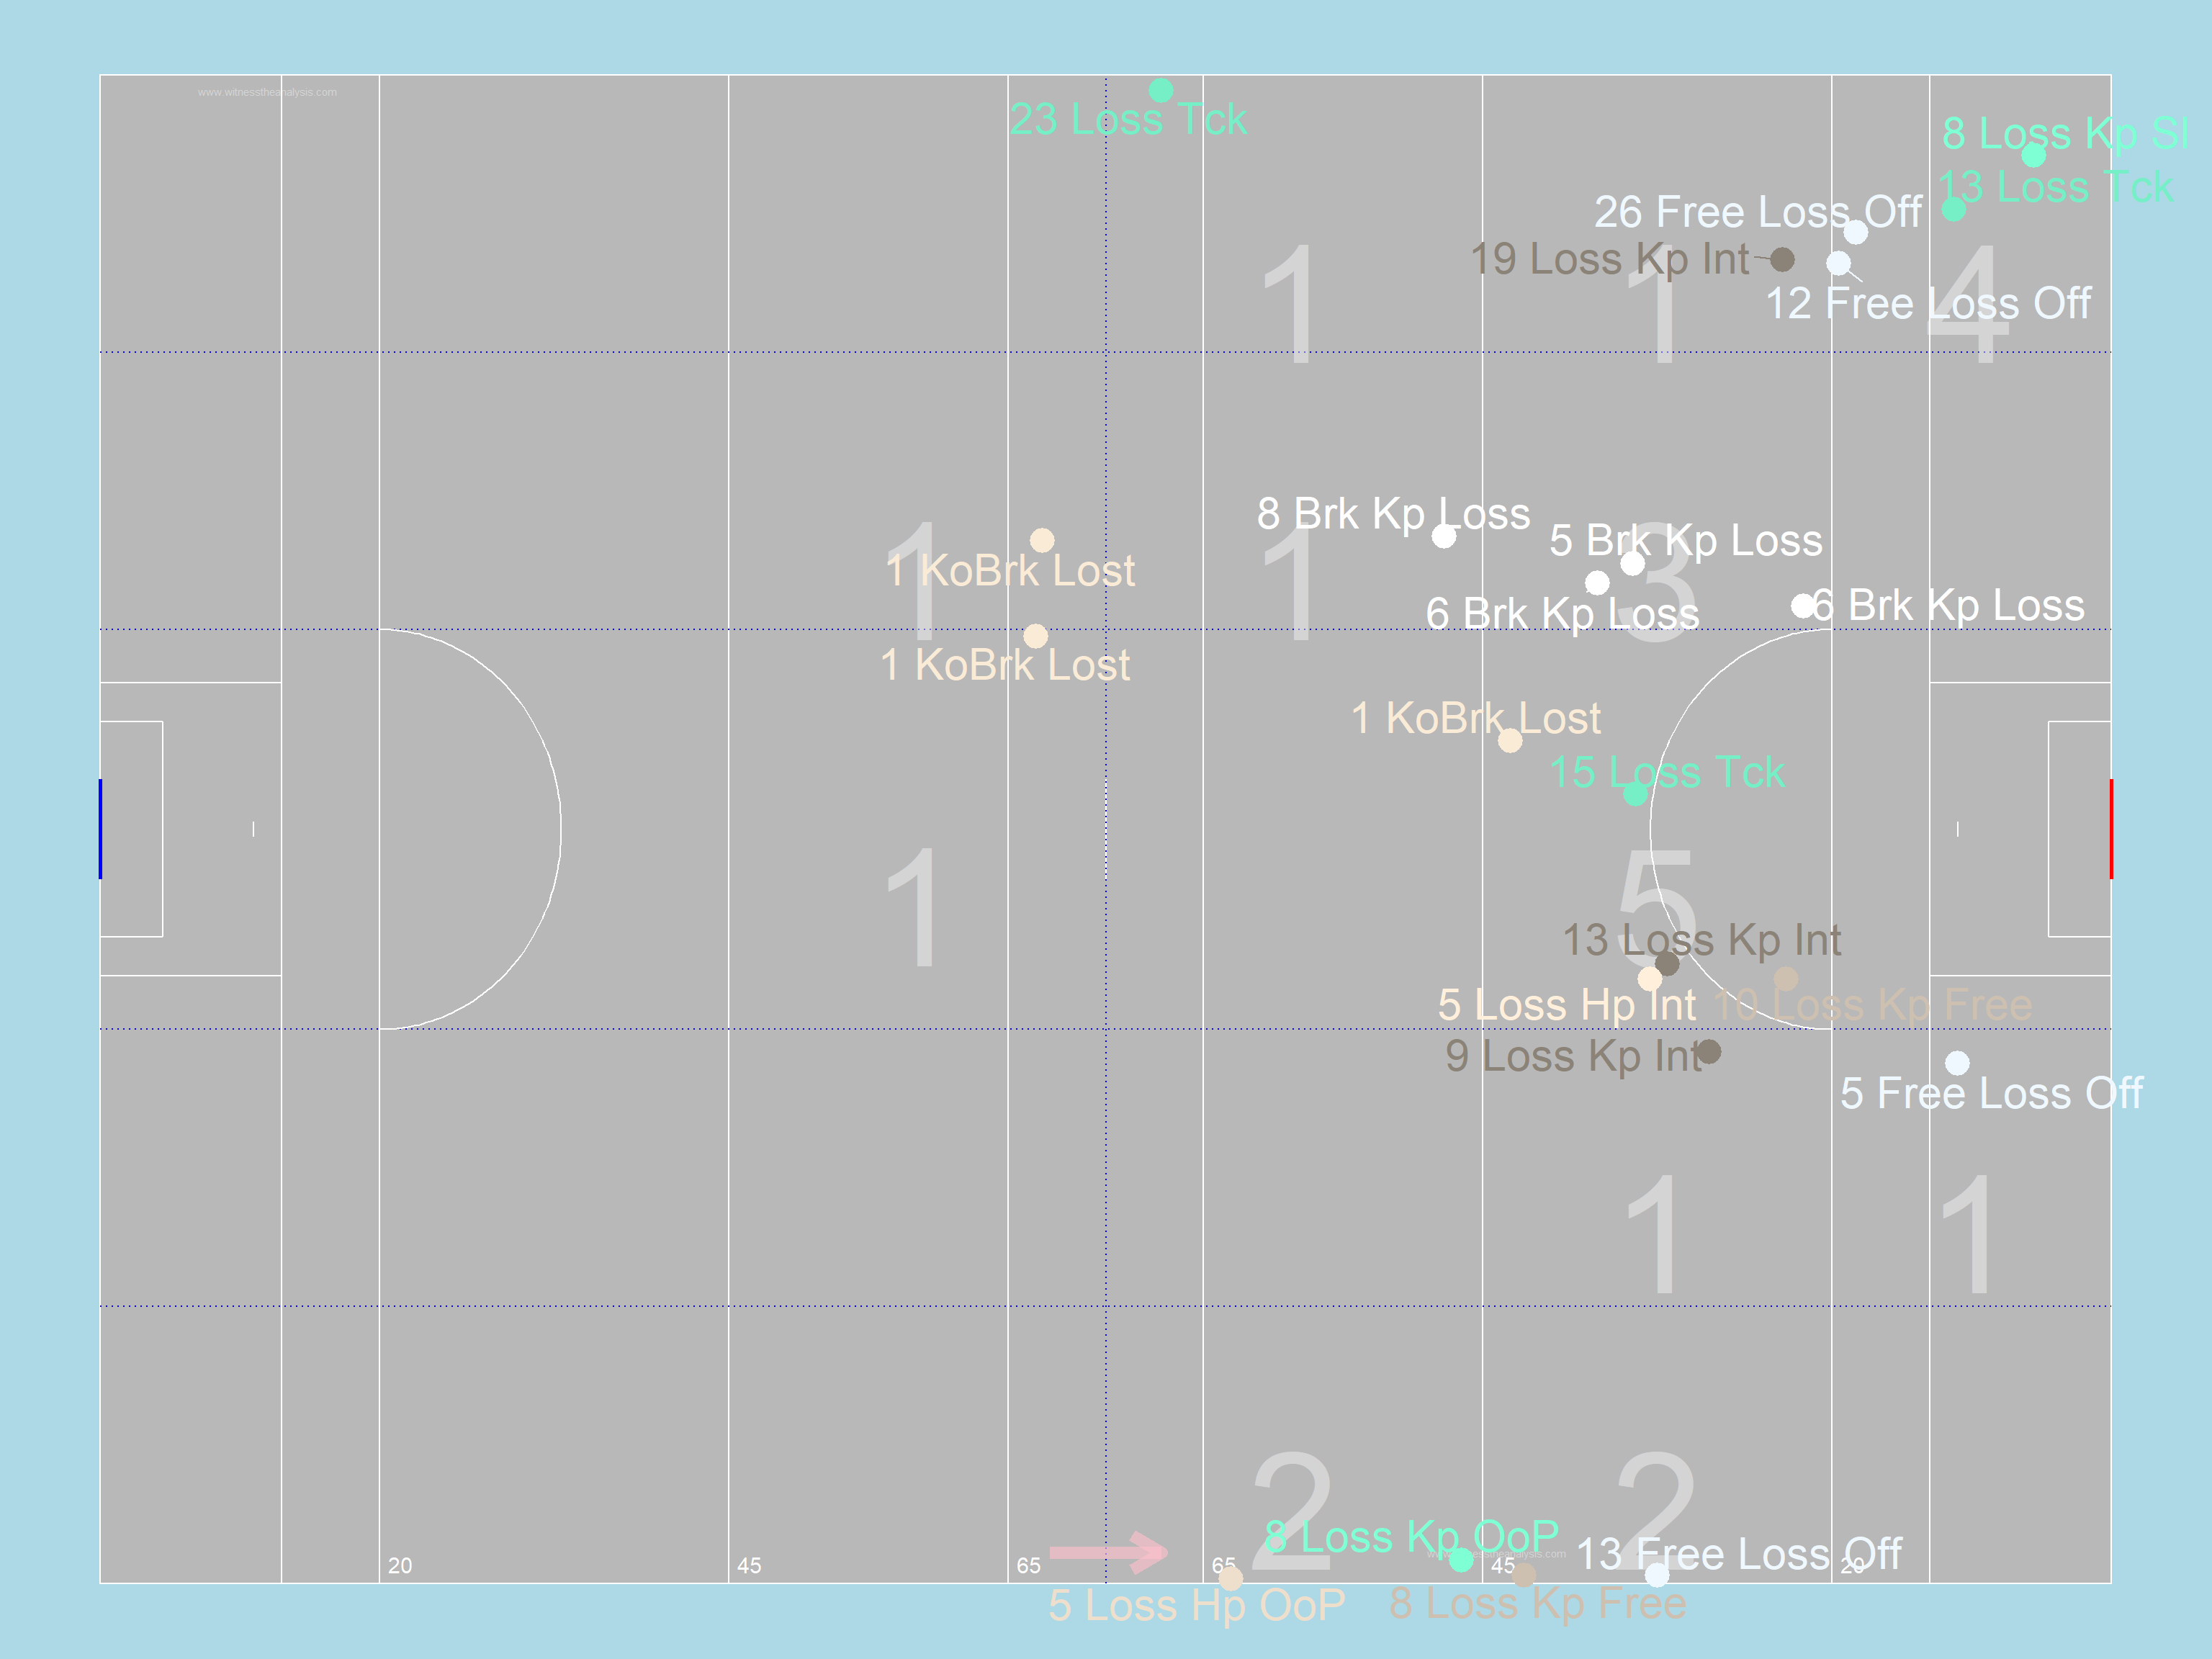 www.witnesstheanalysis.com
23 Loss Tck
8 Loss Kp Sl
13 Loss Tck
26 Free Loss Off
19 Loss Kp Int
12 Free Loss Off
1
1
4
8 Brk Kp Loss
5 Brk Kp Loss
1 KoBrk Lost
1
1
3
6 Brk Kp Loss
6 Brk Kp Loss
1 KoBrk Lost
1 KoBrk Lost
15 Loss Tck
1
5
13 Loss Kp Int
5 Loss Hp Int
10 Loss Kp Free
9 Loss Kp Int
5 Free Loss Off
1
1
2
2
8 Loss Kp OoP
www.witnesstheanalysis.com
13 Free Loss Off
20
45
65
65
45
20
5 Loss Hp OoP
8 Loss Kp Free